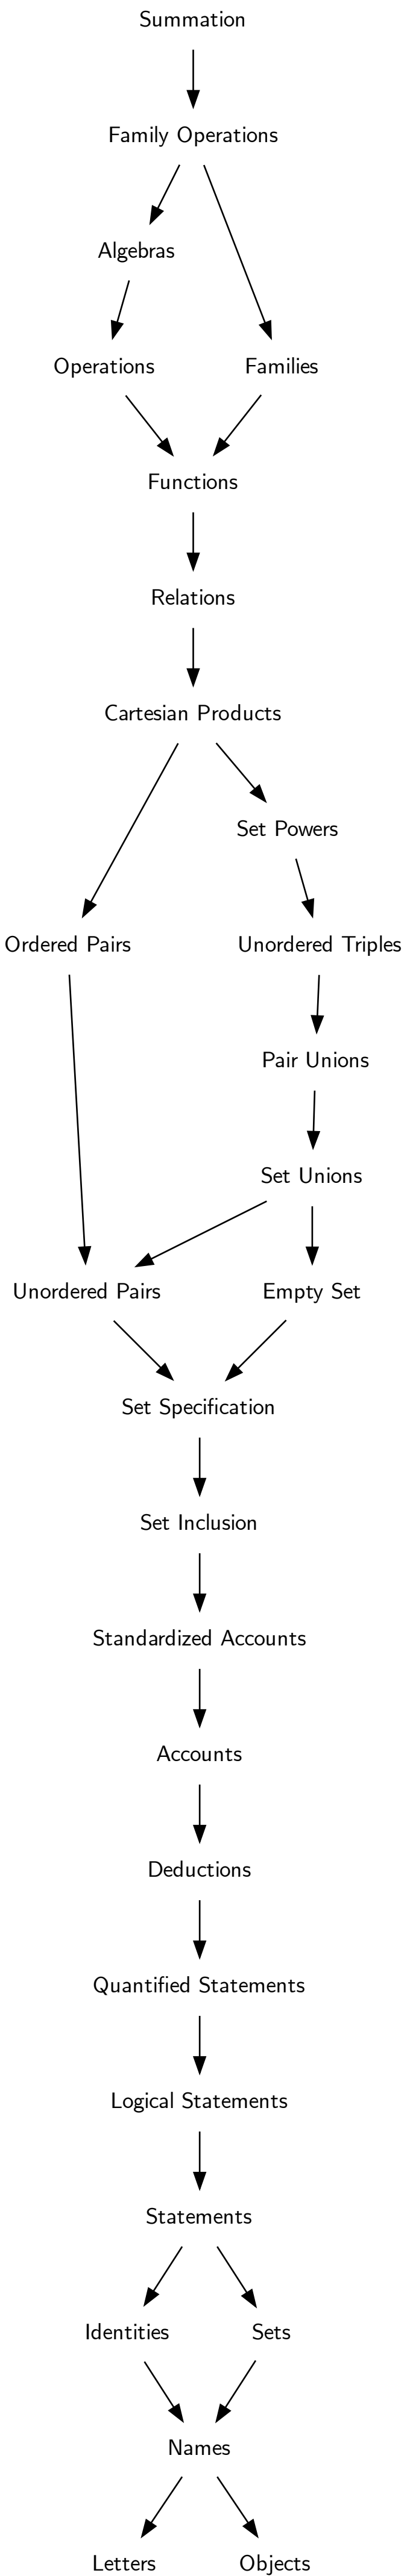 Summation
Family Operations
Algebras
Operations
Families
Functions
Relations
Cartesian Products
Set Powers
Ordered Pairs
Unordered Triples
Pair Unions
Set Unions
Unordered Pairs
Empty Set
Set Specification
Set Inclusion
Standardized Accounts
Accounts
Deductions
Quantified Statements
Logical Statements
Statements
Identities
Sets
Names
Letters
Objects